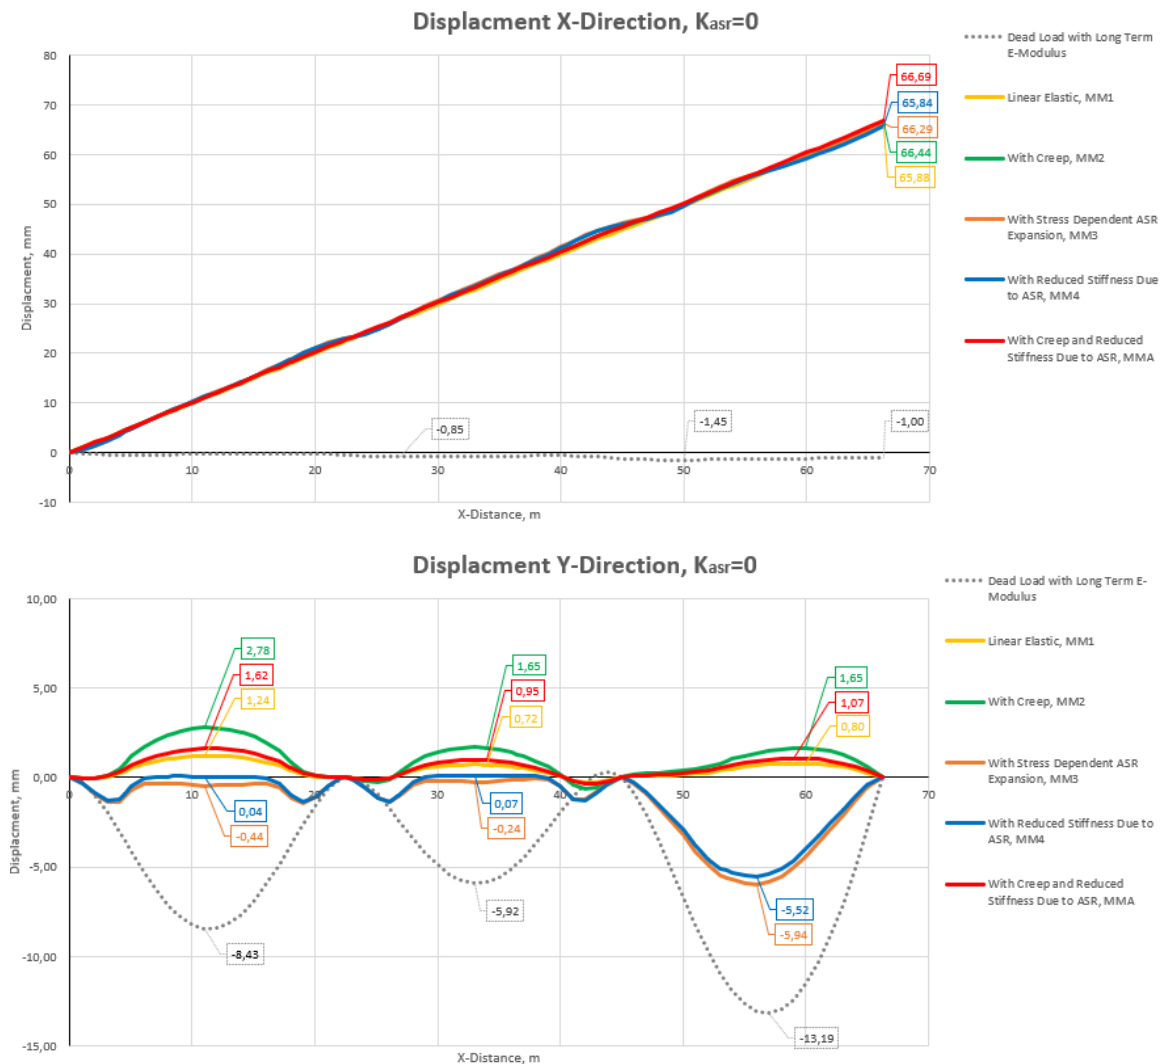 Displacment X-Direction, Kasr=0
Displacment, mm
80
70
60
50
40
30
20
10
0
-10
0
10
20
30
40
50
60
70
X-Distance, m
66,69
65,84
66,29
66,44
65,88
-0,85
-1,45
-1,00
Dead Load with Long Term
E-Modulus
Linear Elastic, MM1
With Creep, MM2
With Stress Dependent ASR
Expansion, MM3
With Reduced Stiffness Due
to ASR, MM4
With Creep and Reduced
Stiffness Due to ASR, MMA
Displacment Y-Direction, Kasr=0
Displacment, mm
10,00
5,00
0,00
-5,00
-10,00
-15,00
0
10
20
30
40
50
60
70
X-Distance, m
2,78
1,62
1,24
0,04
-0,44
-8,43
1,65
0,95
0,72
0,07
-0,24
-5,92
1,65
1,07
0,80
-5,52
-5,94
-13,19
Dead Load with Long Term E-
Modulus
Linear Elastic, MM1
With Creep, MM2
With Stress Dependent ASR
Expansion, MM3
With Reduced Stiffness Due to
ASR, MM4
With Creep and Reduced
Stiffness Due to ASR, MMA